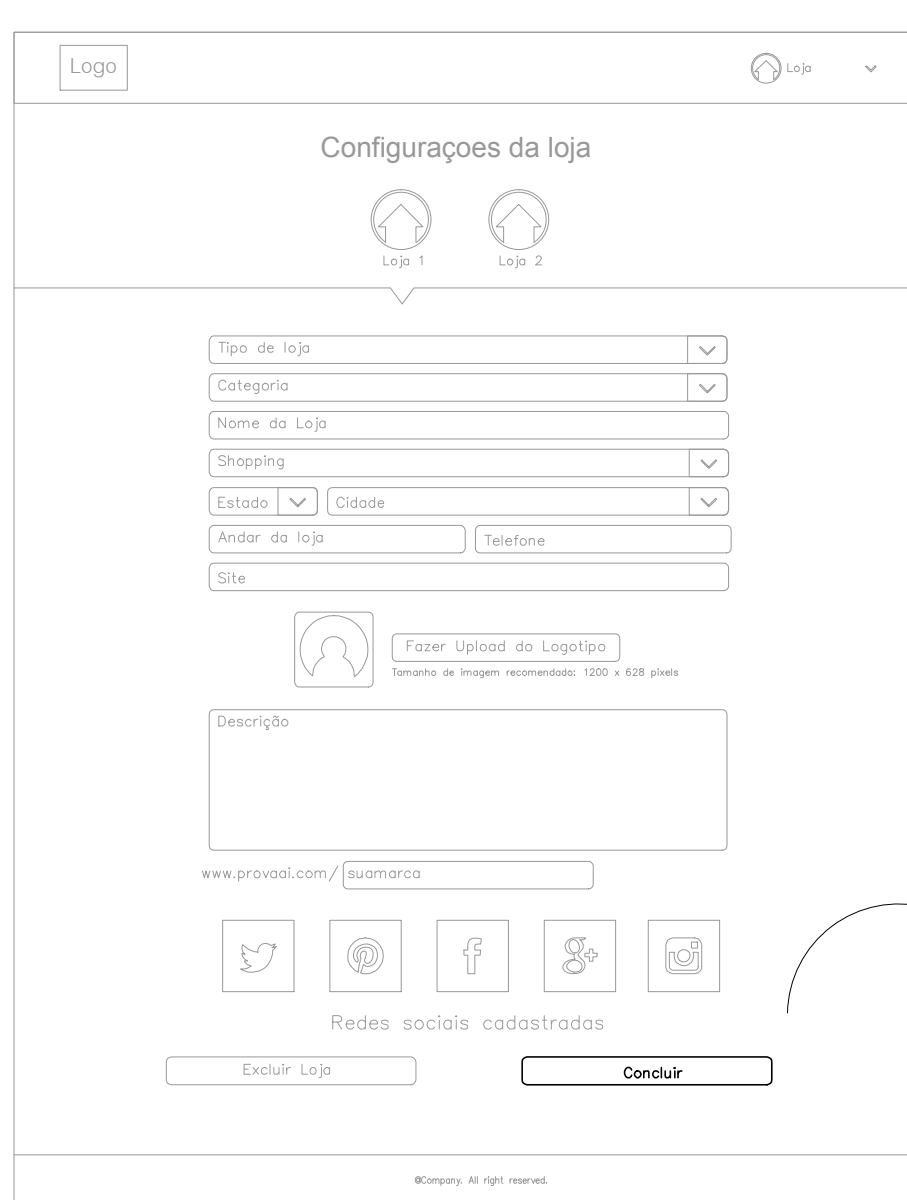 Logo
Loja
Configuraçoes da loja
Loja 1
Loja 2
Tipo de loja
Categoria
Nome da Loja
Shopping
Estado
Cidade
Andar da loja
Telefone
Site
Fazer Upload do Logotipo
Tamanho de imagem recomendado: 1200 x 628 pixels
Descrição
www.provaai.com/ suamarca
Redes sociais cadastradas
Excluir Loja
Concluir
@Company. All right reserved.